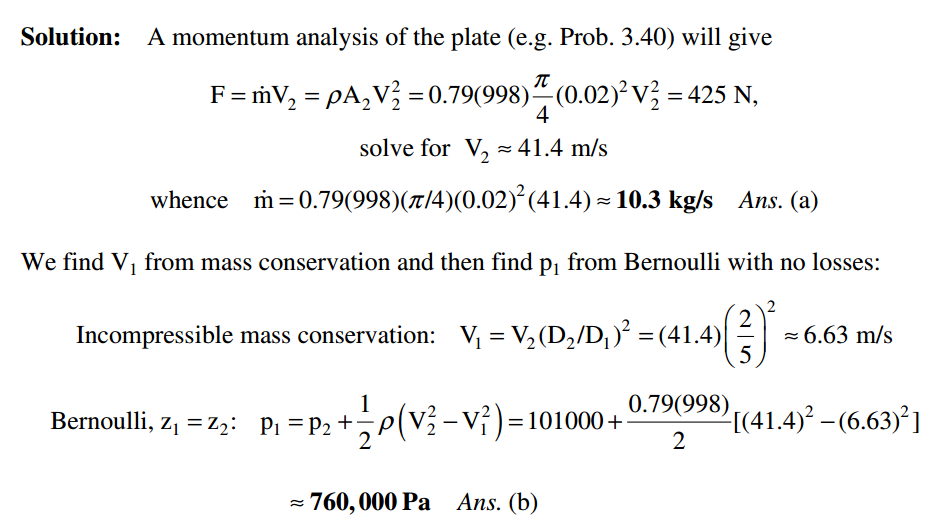 Solution: A momentum analysis of the plate (e.g. Prob. 3.40) will give
F = ṁV₂ = ρA₂V₂² = 0.79(998) π/4 (0.02)² V₂² = 425 N,
solve for V₂ ≈ 41.4 m/s
whence ṁ = 0.79(998)(π/4)(0.02)²(41.4) ≈ 10.3 kg/s Ans. (a)
We find V₁ from mass conservation and then find p₁ from Bernoulli with no losses:
Incompressible mass conservation: V₁ = V₂(D₂/D₁)² = (41.4)(2/5)² ≈ 6.63 m/s
Bernoulli, z₁ = z₂: p₁ = p₂ + 1/2 ρ(V₂² − V₁²) = 101000 + 0.79(998)/2 [(41.4)² − (6.63)²]
≈ 760,000 Pa Ans. (b)